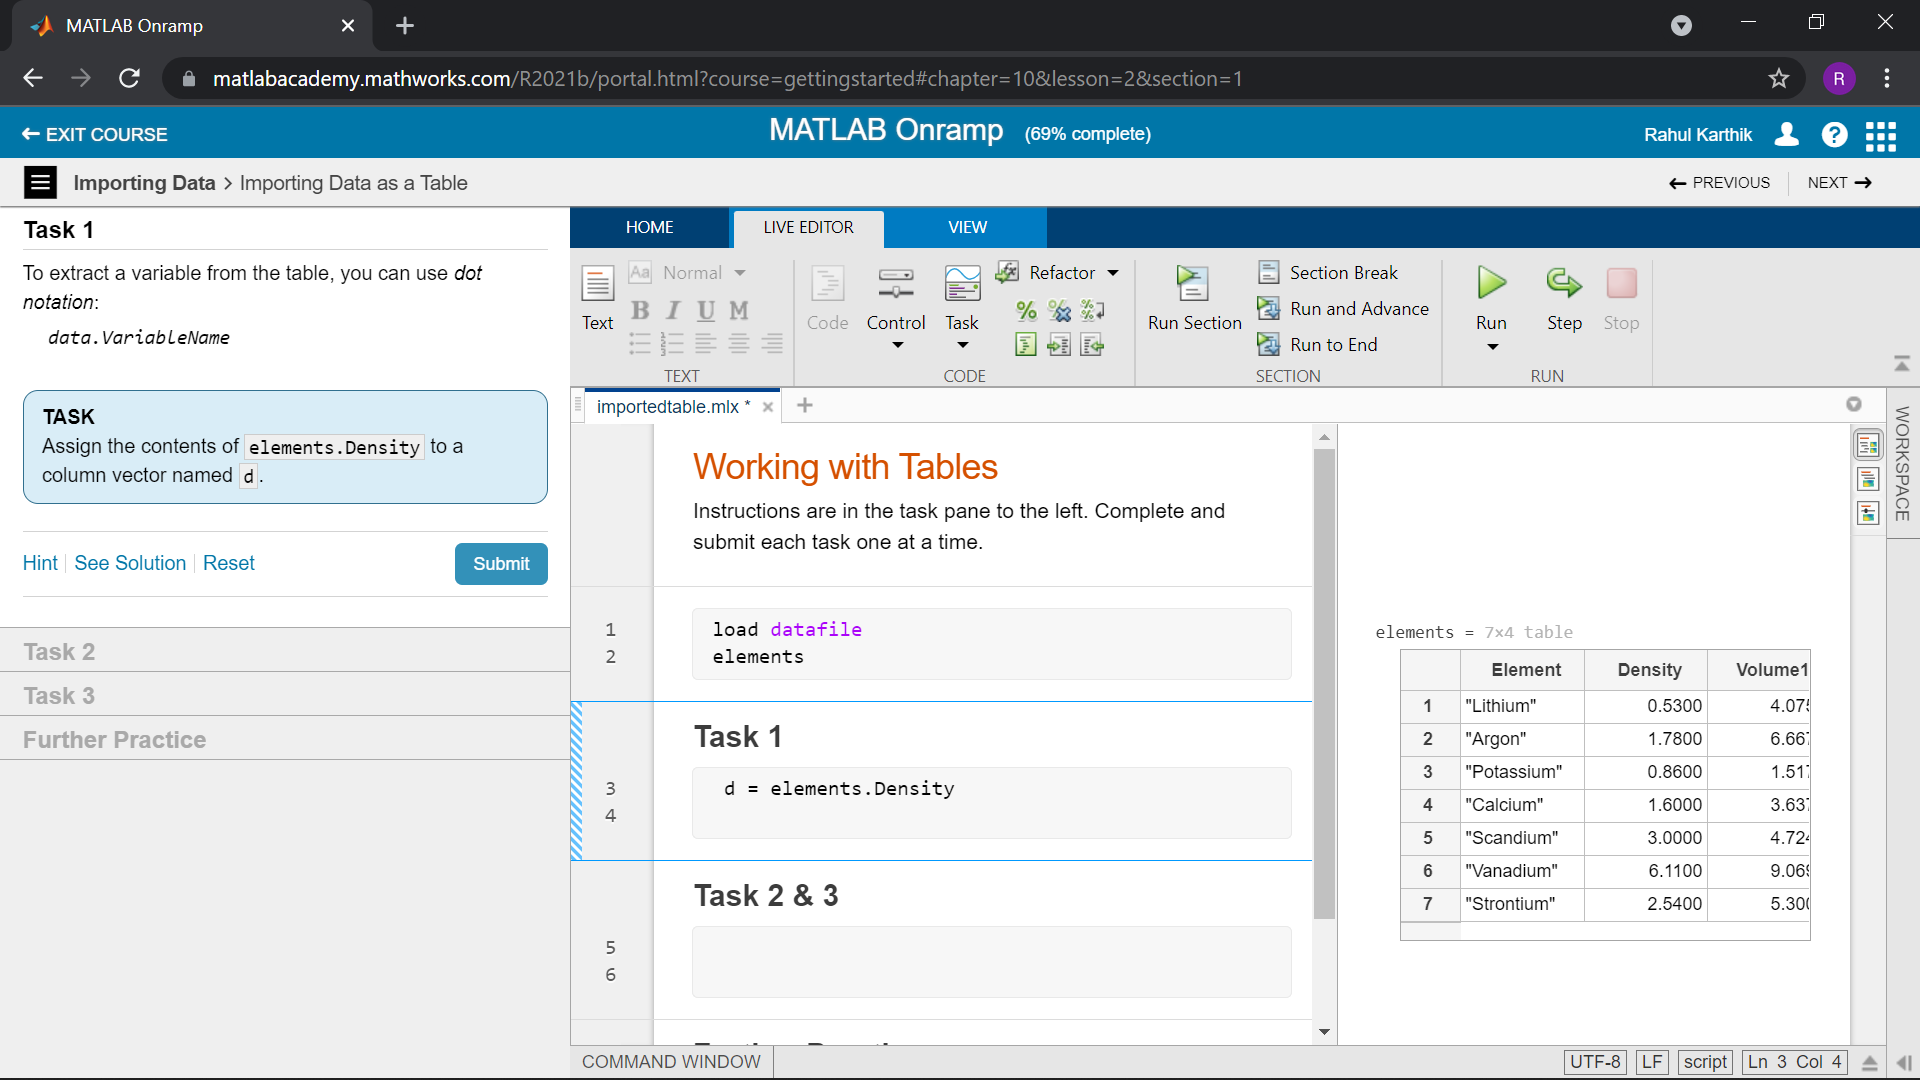 MATLAB Onramp
matlabacademy.mathworks.com/R2021b/portal.html?course=gettingstarted#chapter=10&lesson=2&section=1
R
EXIT COURSE
MATLAB Onramp (69% complete)
Rahul Karthik
Importing Data > Importing Data as a Table
PREVIOUS
NEXT
Task 1
To extract a variable from the table, you can use dot
notation:
data.VariableName
TASK
Assign the contents of elements.Density to a
column vector named d.
Hint
See Solution
Reset
Submit
Task 2
Task 3
Further Practice
HOME
LIVE EDITOR
VIEW
Text
Aa Normal
B I U M
TEXT
Code
Control
Task
Refactor
CODE
Run Section
Section Break
Run and Advance
Run to End
SECTION
Run
Step
Stop
RUN
importedtable.mlx *
WORKSPACE
Working with Tables
Instructions are in the task pane to the left. Complete and
submit each task one at a time.
1 load datafile
2 elements
Task 1
3 d = elements.Density
4
Task 2 & 3
5
6
elements = 7×4 table
Element Density Volume1
1 "Lithium" 0.5300 4.07
2 "Argon" 1.7800 6.66
3 "Potassium" 0.8600 1.51
4 "Calcium" 1.6000 3.63
5 "Scandium" 3.0000 4.72
6 "Vanadium" 6.1100 9.06
7 "Strontium" 2.5400 5.30
COMMAND WINDOW
UTF-8
LF
script
Ln 3 Col 4